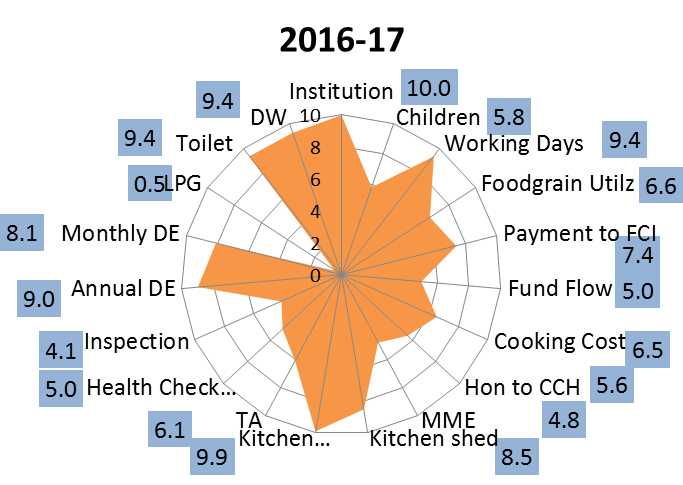 2016-17
Institution
10.0
Children
5.8
Working Days
9.4
Foodgrain Utilz
6.6
Payment to FCI
7.4
Fund Flow
5.0
Cooking Cost
6.5
Hon to CCH
5.6
MME
4.8
Kitchen shed
8.5
Kitchen...
9.9
TA
6.1
Health Check...
5.0
Inspection
4.1
Annual DE
9.0
Monthly DE
8.1
LPG
0.5
Toilet
9.4
DW
9.4
10
8
6
4
2
0